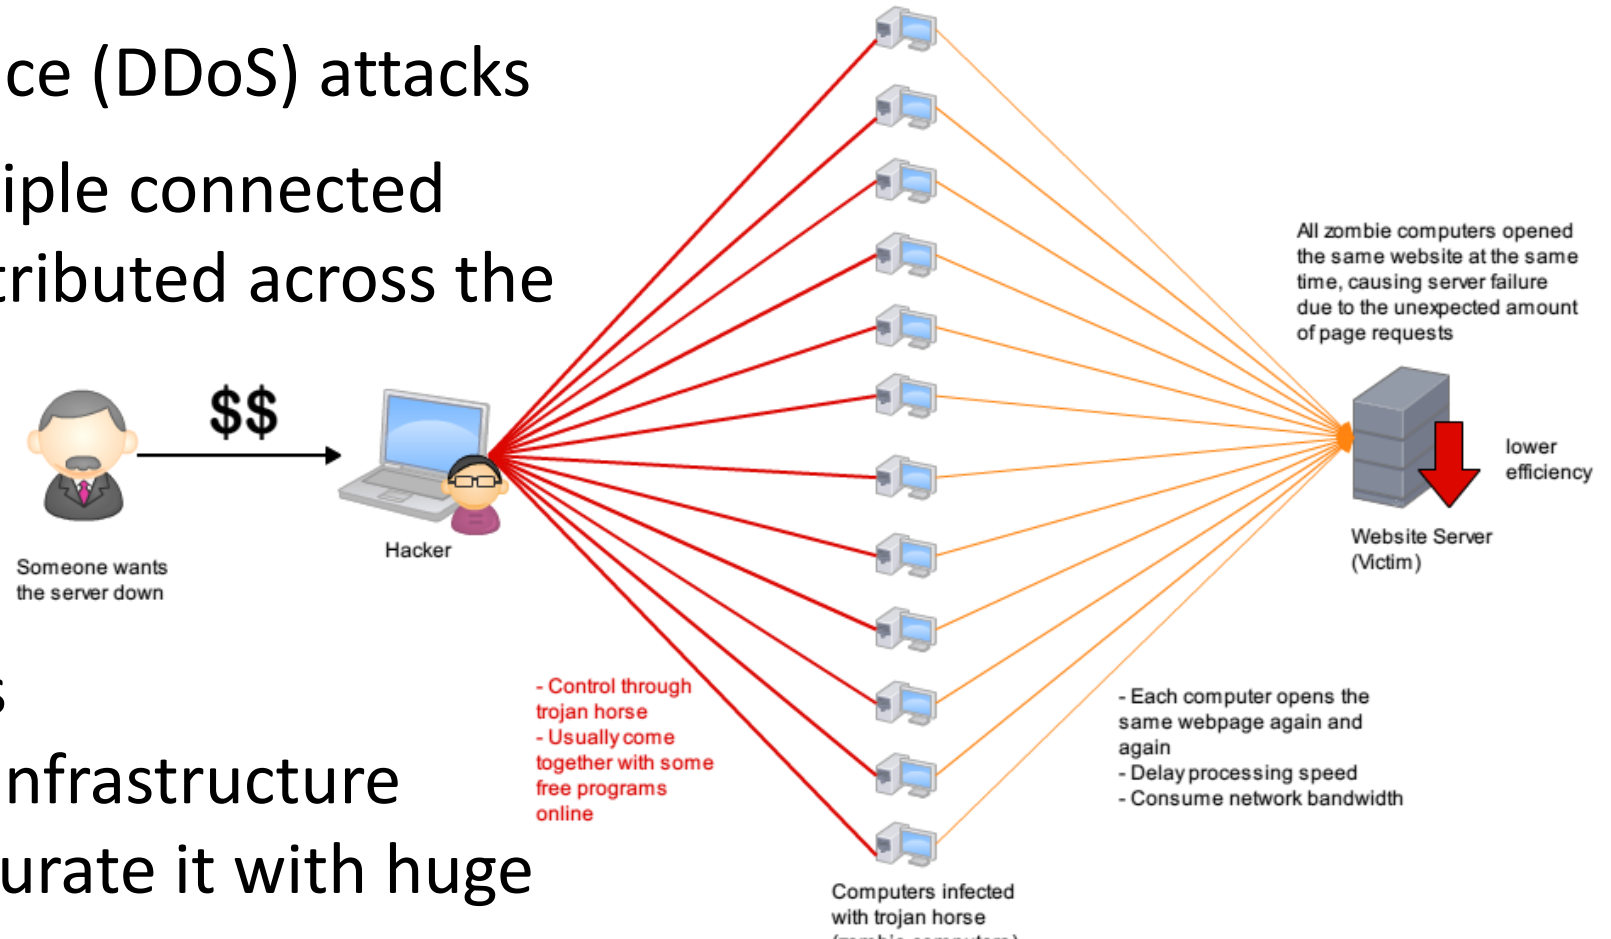 ce (DDoS) attacks
iple connected
tributed across the
s
nfrastructure
urate it with huge
$$
Someone wants
the server down
Hacker
- Control through
trojan horse
- Usually come
together with some
free programs
online
Computers infected
with trojan horse
(zombie computers)
All zombie computers opened
the same website at the same
time, causing server failure
due to the unexpected amount
of page requests
lower
efficiency
Website Server
(Victim)
- Each computer opens the
same webpage again and
again
- Delay processing speed
- Consume network bandwidth